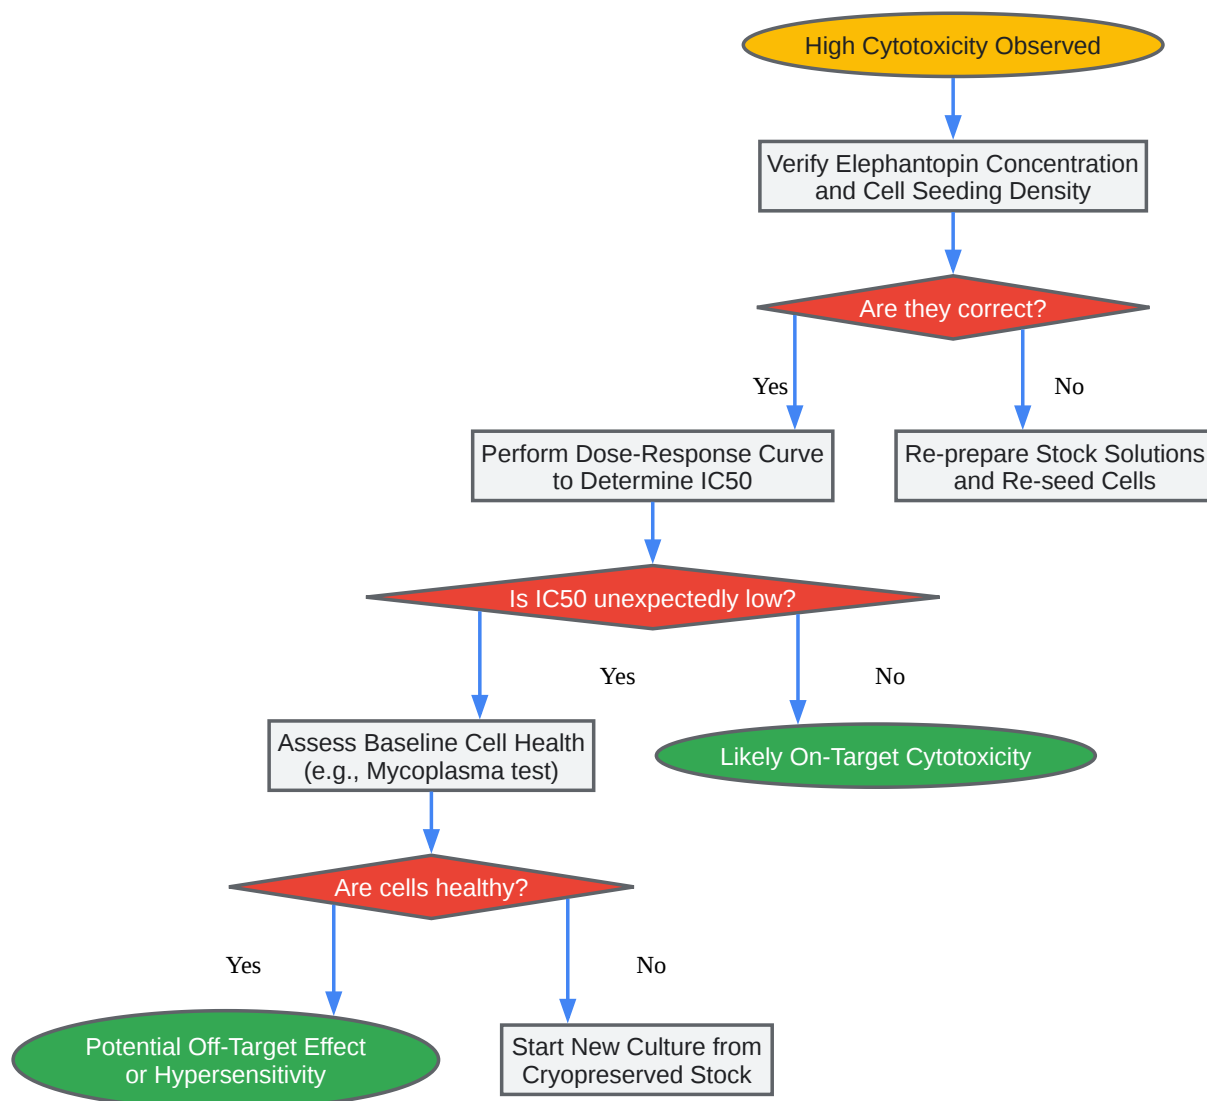 High Cytotoxicity Observed
Verify Elephantopin Concentration
and Cell Seeding Density
Are they correct?
Yes
No
Perform Dose-Response Curve
to Determine IC50
Re-prepare Stock Solutions
and Re-seed Cells
Is IC50 unexpectedly low?
Yes
No
Assess Baseline Cell Health
(e.g., Mycoplasma test)
Likely On-Target Cytotoxicity
Are cells healthy?
Yes
No
Potential Off-Target Effect
or Hypersensitivity
Start New Culture from
Cryopreserved Stock